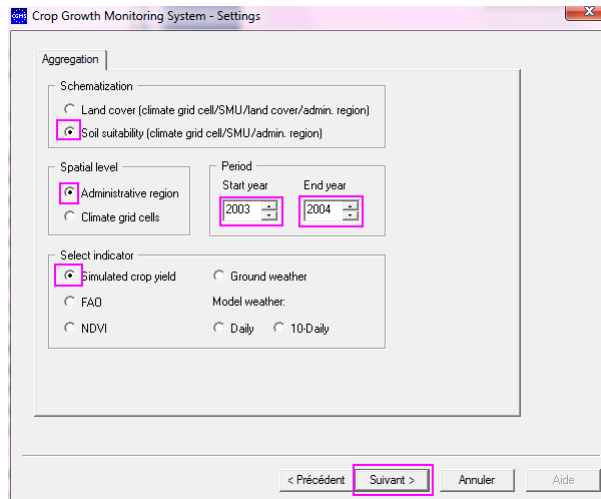 CGMS Crop Growth Monitoring System - Settings
Aggregation
Schematization
Land cover (climate grid cell/SMU/land cover/admin. region)
Soil suitability (climate grid cell/SMU/admin. region)
Spatial level
Administrative region
Climate grid cells
Period
Start year End year
2003 2004
Select indicator
Simulated crop yield Ground weather
FAO Model weather:
NDVI Daily 10-Daily
< Précédent Suivant > Annuler Aide